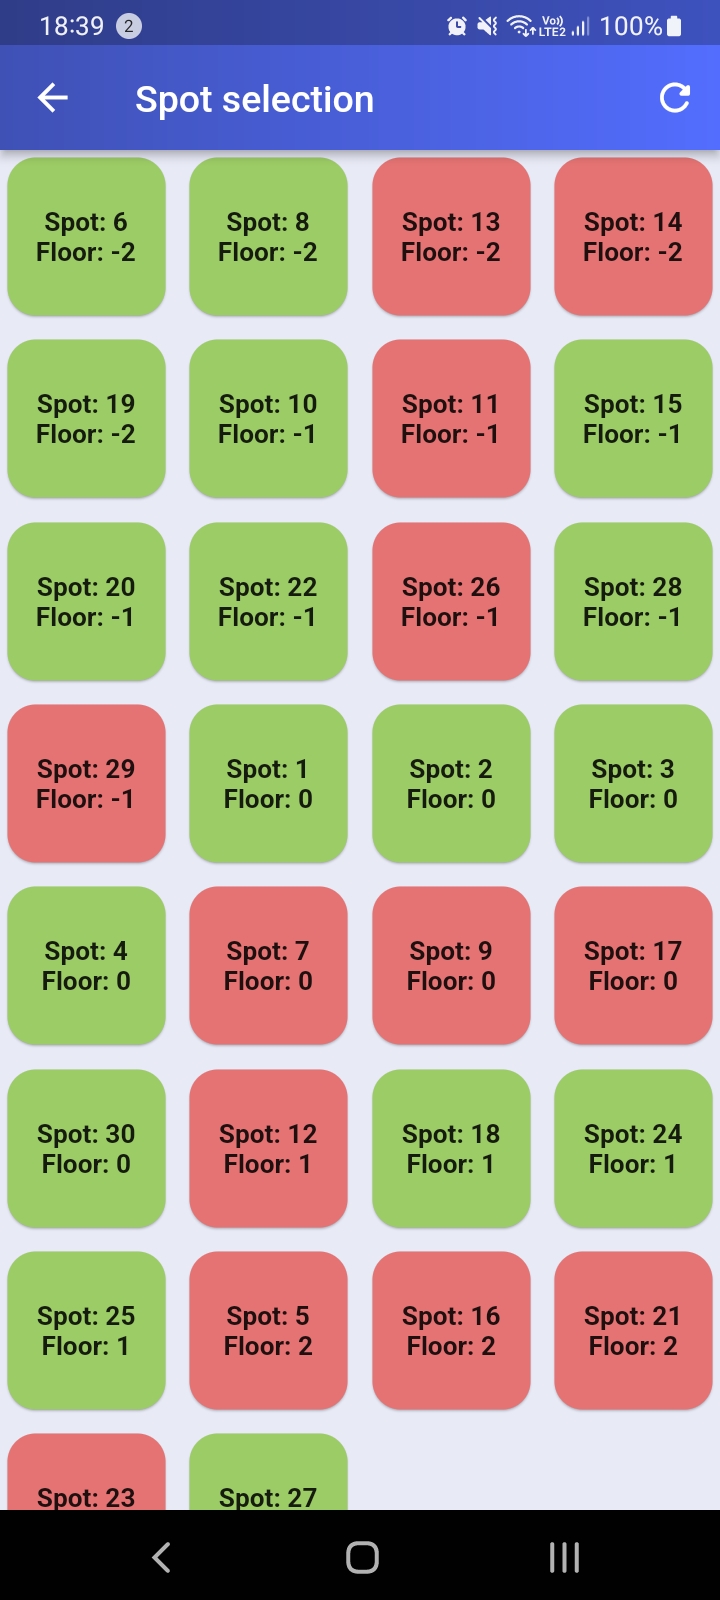 18:39 2 Vo)) LTE2 100%
Spot selection
Spot: 6
Floor: -2
Spot: 8
Floor: -2
Spot: 13
Floor: -2
Spot: 14
Floor: -2
Spot: 19
Floor: -2
Spot: 10
Floor: -1
Spot: 11
Floor: -1
Spot: 15
Floor: -1
Spot: 20
Floor: -1
Spot: 22
Floor: -1
Spot: 26
Floor: -1
Spot: 28
Floor: -1
Spot: 29
Floor: -1
Spot: 1
Floor: 0
Spot: 2
Floor: 0
Spot: 3
Floor: 0
Spot: 4
Floor: 0
Spot: 7
Floor: 0
Spot: 9
Floor: 0
Spot: 17
Floor: 0
Spot: 30
Floor: 0
Spot: 12
Floor: 1
Spot: 18
Floor: 1
Spot: 24
Floor: 1
Spot: 25
Floor: 1
Spot: 5
Floor: 2
Spot: 16
Floor: 2
Spot: 21
Floor: 2
Spot: 23
Spot: 27